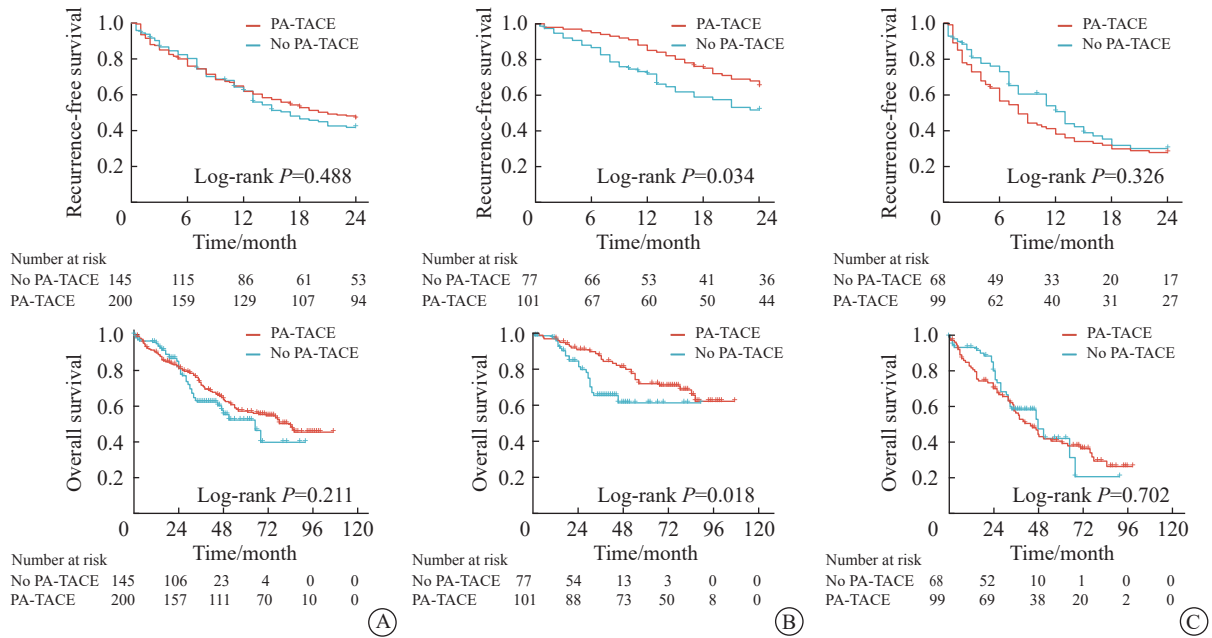 Recurrence-free survival
1.0
0.8
0.6
0.4
0.2
0
6
12
18
24
PA-TACE
No PA-TACE
Log-rank P=0.488
Time/month
Number at risk
No PA-TACE 145 115 86 61 53
PA-TACE 200 159 129 107 94
Recurrence-free survival
1.0
0.8
0.6
0.4
0.2
0
6
12
18
24
PA-TACE
No PA-TACE
Log-rank P=0.034
Time/month
Number at risk
No PA-TACE 77 66 53 41 36
PA-TACE 101 67 60 50 44
Recurrence-free survival
1.0
0.8
0.6
0.4
0.2
0
6
12
18
24
PA-TACE
No PA-TACE
Log-rank P=0.326
Time/month
Number at risk
No PA-TACE 68 49 33 20 17
PA-TACE 99 62 40 31 27
Overall survival
1.0
0.8
0.6
0.4
0.2
0
24
48
72
96
120
PA-TACE
No PA-TACE
Log-rank P=0.211
Time/month
Number at risk
No PA-TACE 145 106 23 4 0 0
PA-TACE 200 157 111 70 10 0
A
Overall survival
1.0
0.8
0.6
0.4
0.2
0
24
48
72
96
120
PA-TACE
No PA-TACE
Log-rank P=0.018
Time/month
Number at risk
No PA-TACE 77 54 13 3 0 0
PA-TACE 101 88 73 50 8 0
B
Overall survival
1.0
0.8
0.6
0.4
0.2
0
24
48
72
96
120
PA-TACE
No PA-TACE
Log-rank P=0.702
Time/month
Number at risk
No PA-TACE 68 52 10 1 0 0
PA-TACE 99 69 38 20 2 0
C